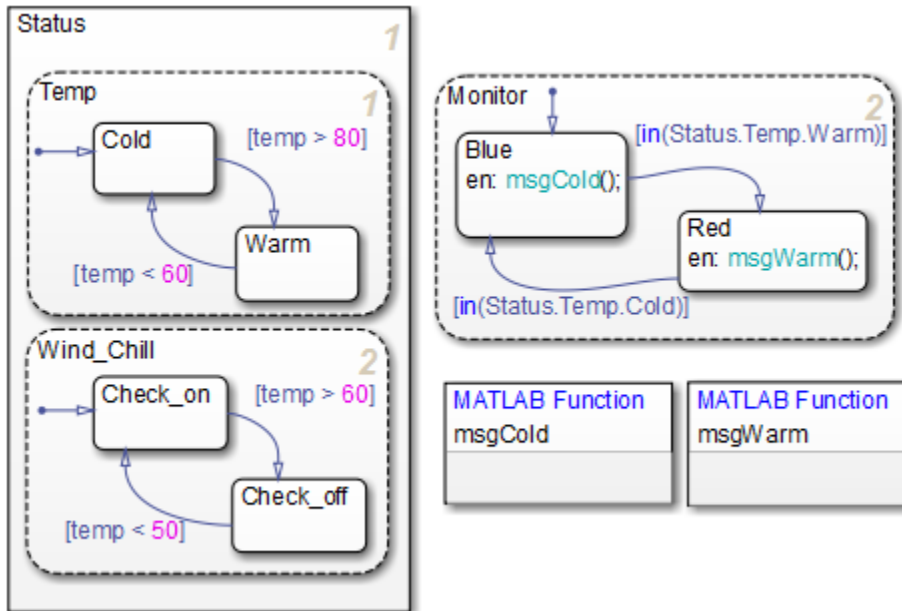 Status
1
Temp
1
Cold
[temp > 80]
Warm
[temp < 60]
Wind_Chill
2
Check_on
[temp > 60]
Check_off
[temp < 50]
Monitor
2
Blue
en: msgCold();
[in(Status.Temp.Warm)]
Red
en: msgWarm();
[in(Status.Temp.Cold)]
MATLAB Function
msgCold
MATLAB Function
msgWarm